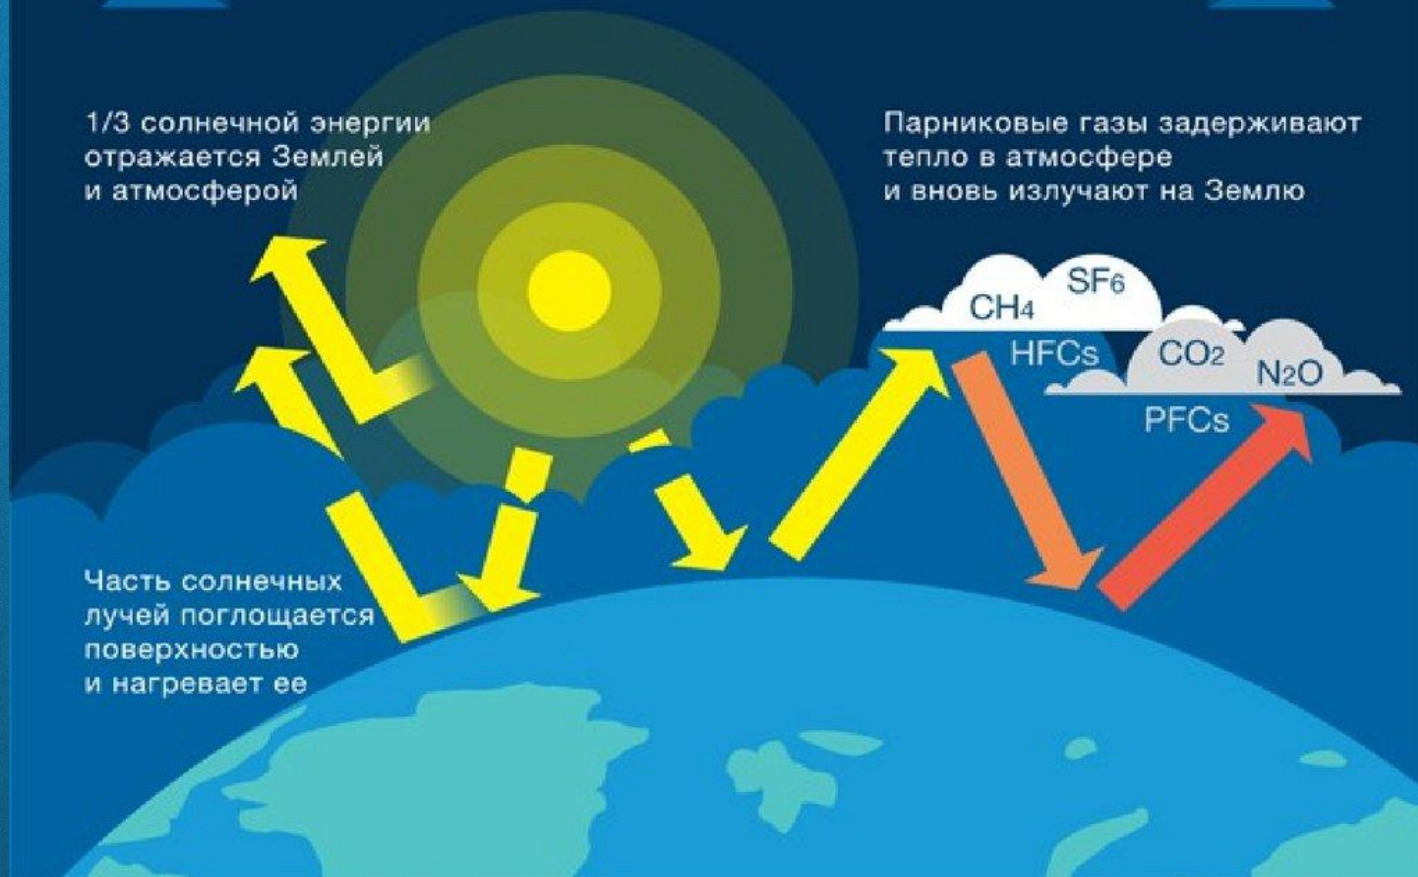 1/3 солнечной энергии
отражается Землей
и атмосферой
Парниковые газы задерживают
тепло в атмосфере
и вновь излучают на Землю
SF6
CH4
HFCs
CO2
N2O
PFCs
Часть солнечных
лучей поглощается
поверхностью
и нагревает ее